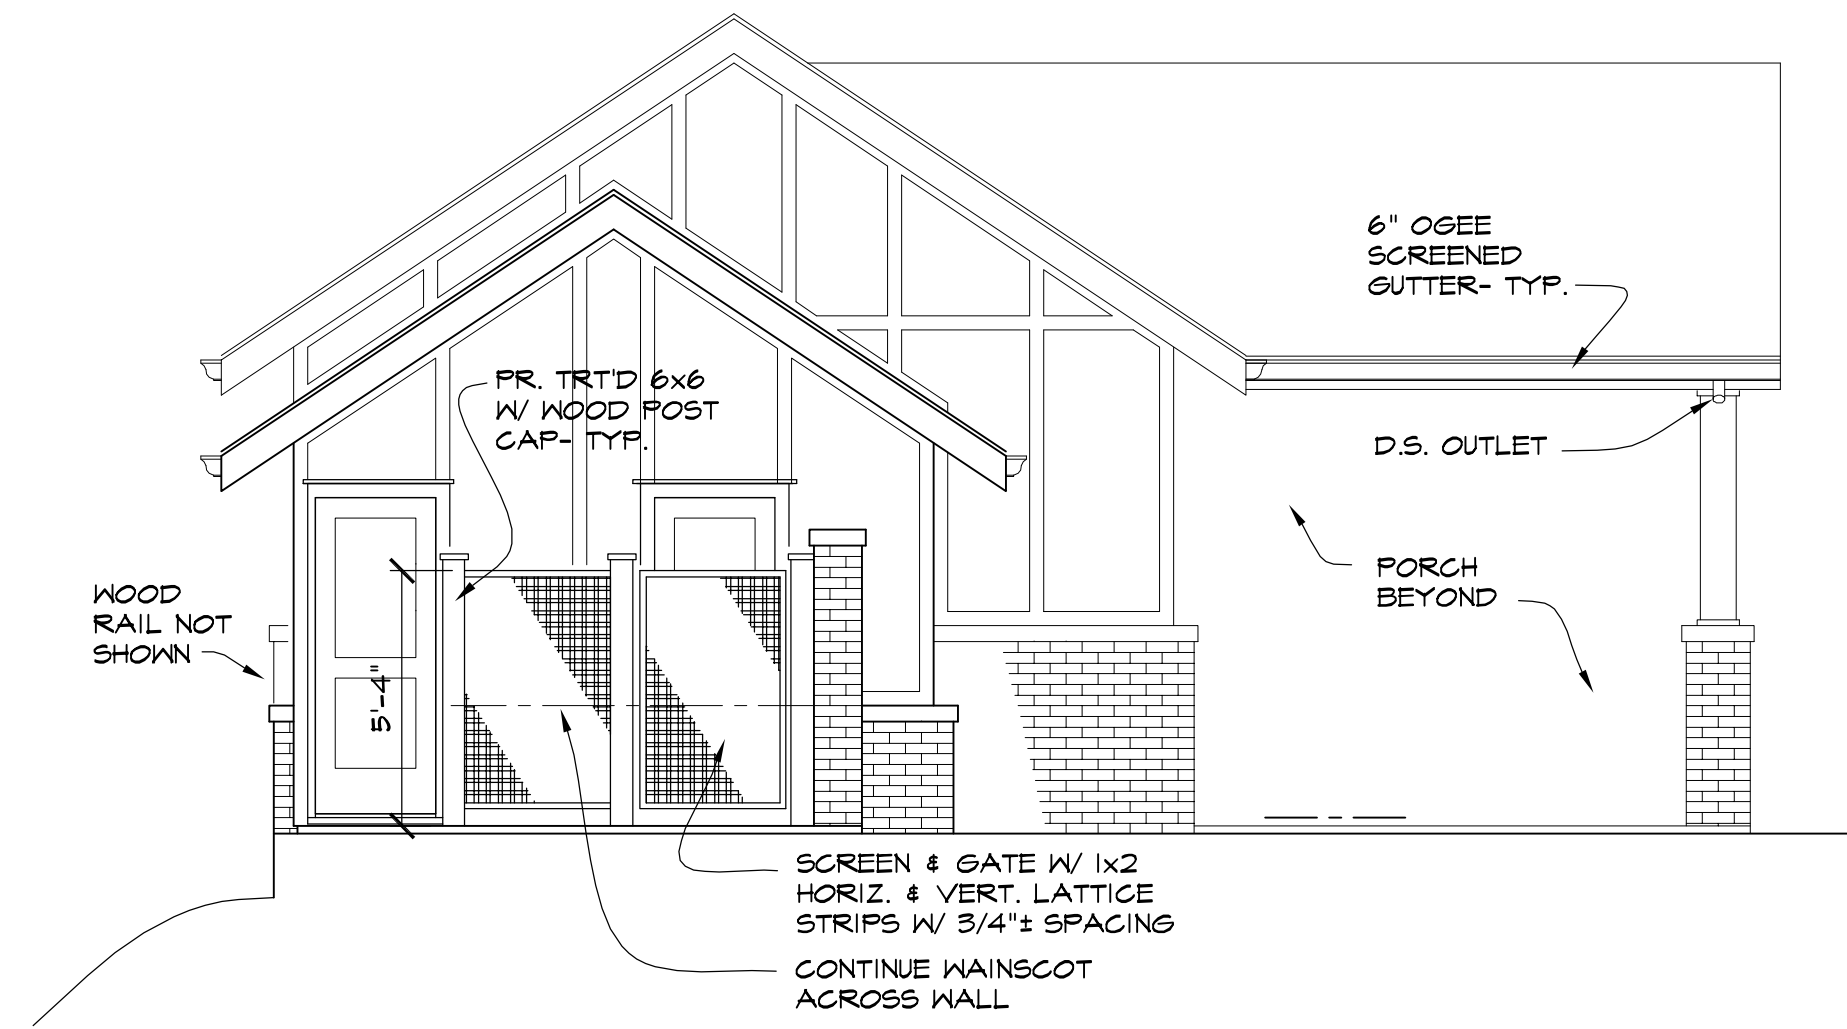 6" OGEE
SCREENED
GUTTER- TYP.
PR. TRT'D 6x6
W/ WOOD POST
CAP- TYP.
D.S. OUTLET
PORCH
BEYOND
WOOD
RAIL NOT
SHOWN
5'-4"
SCREEN & GATE W/ 1x2
HORIZ. & VERT. LATTICE
STRIPS W/ 3/4"± SPACING
CONTINUE WAINSCOT
ACROSS WALL